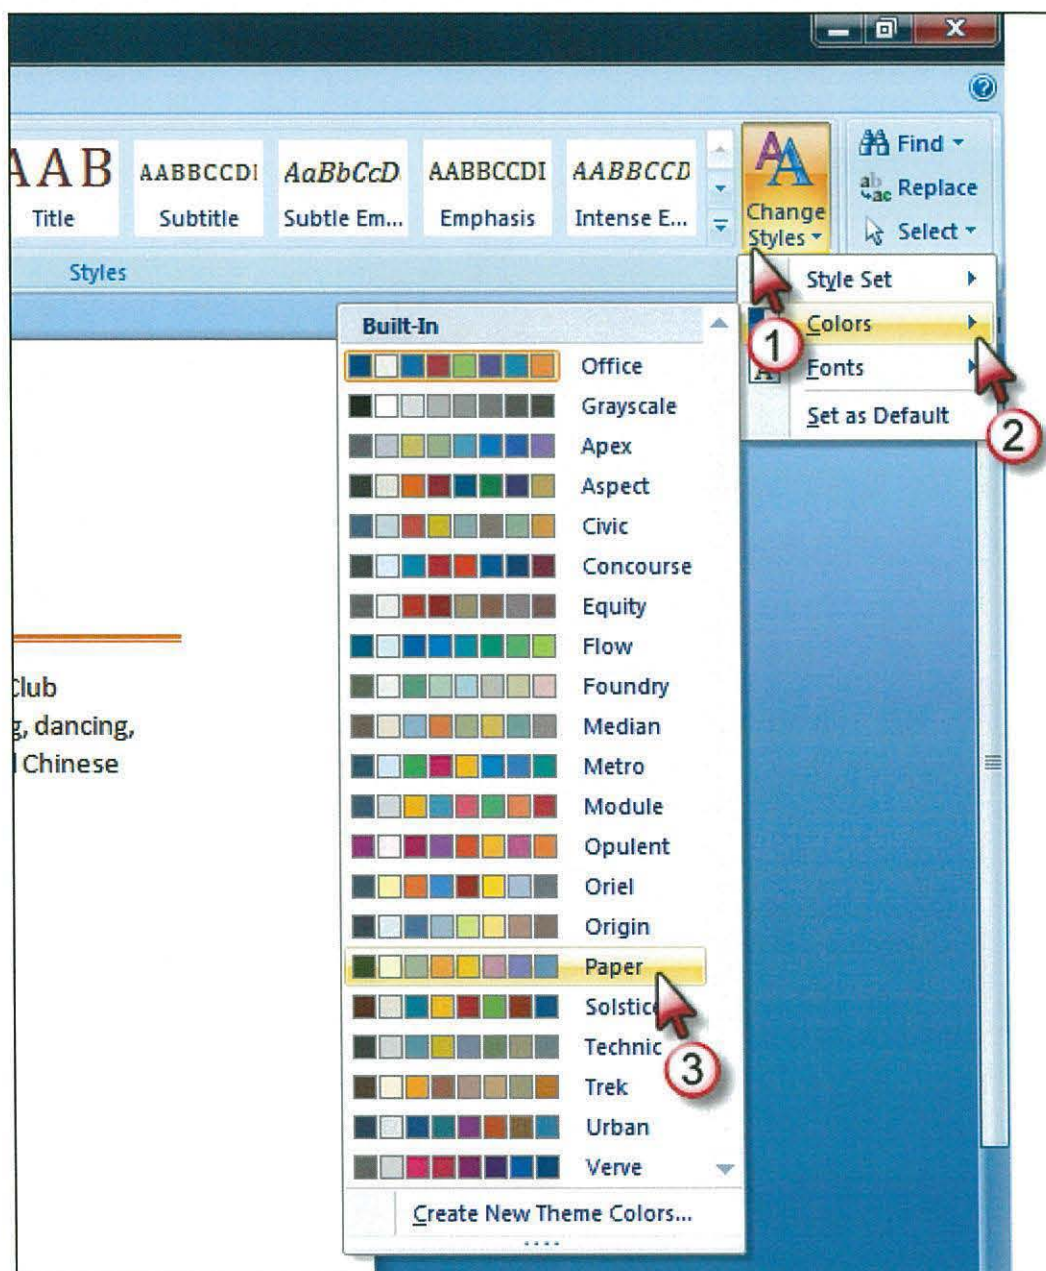 Find
AAB
AABBCCDI
AaBbCcD
AABBCCDI
AABBCCD
Replace
Title
Subtitle
Subtle Em...
Emphasis
Intense E...
Change
Styles
Select
Styles
1
2
Style Set
Colors
Fonts
Set as Default
Built-In
Office
Grayscale
Apex
Aspect
Civic
Concourse
Equity
Flow
Foundry
Median
Metro
Module
Opulent
Oriel
Origin
Paper
Solstice
Technic
Trek
Urban
Verve
3
Create New Theme Colors...
Club
g, dancing,
Chinese